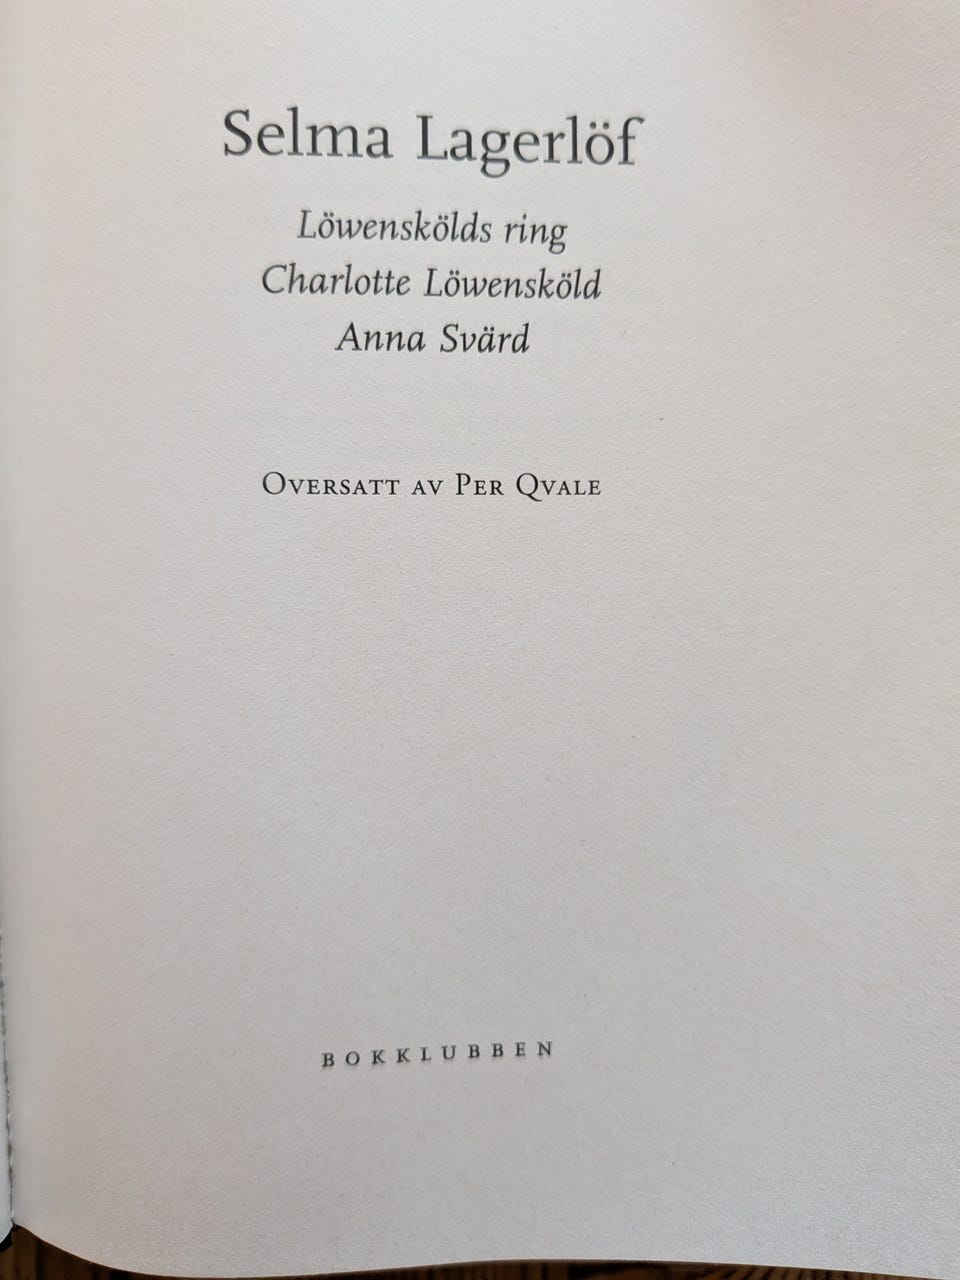 Selma Lagerlöf
Löwenskölds ring
Charlotte Löwensköld
Anna Svärd
OVERSATT AV PER QVALE
BOKKLUBBEN